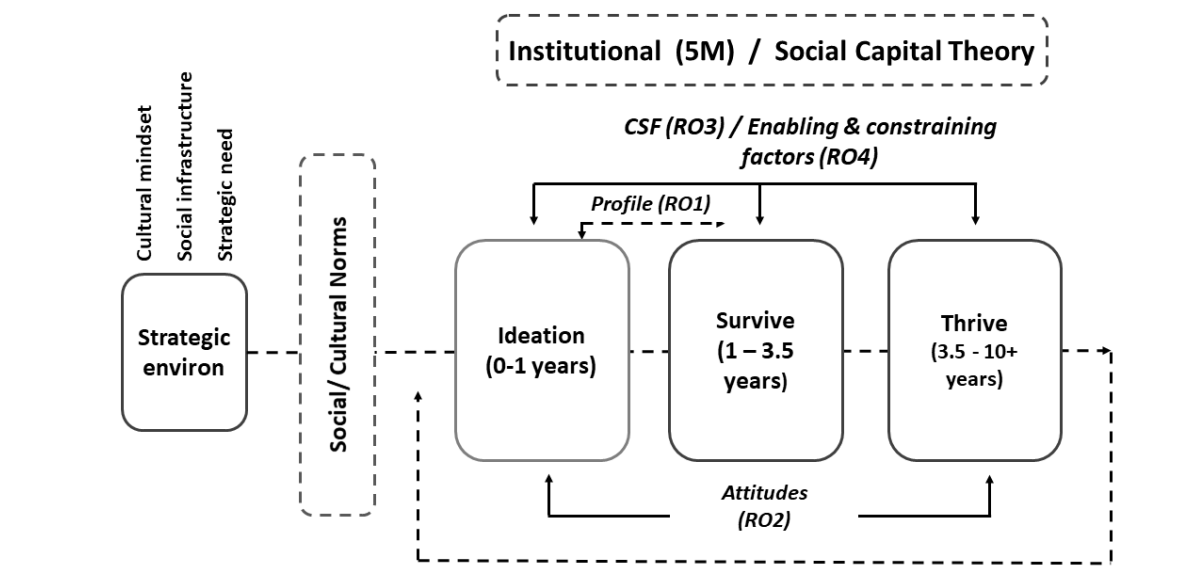 Institutional (5M) / Social Capital Theory
CSF (RO3) / Enabling & constraining
factors (RO4)
Cultural mindset
Social infrastructure
Strategic need
Profile (RO1)
Strategic
environ
Social/ Cultural Norms
Ideation
(0-1 years)
Survive
(1 – 3.5
years)
Thrive
(3.5 - 10+
years)
Attitudes
(RO2)